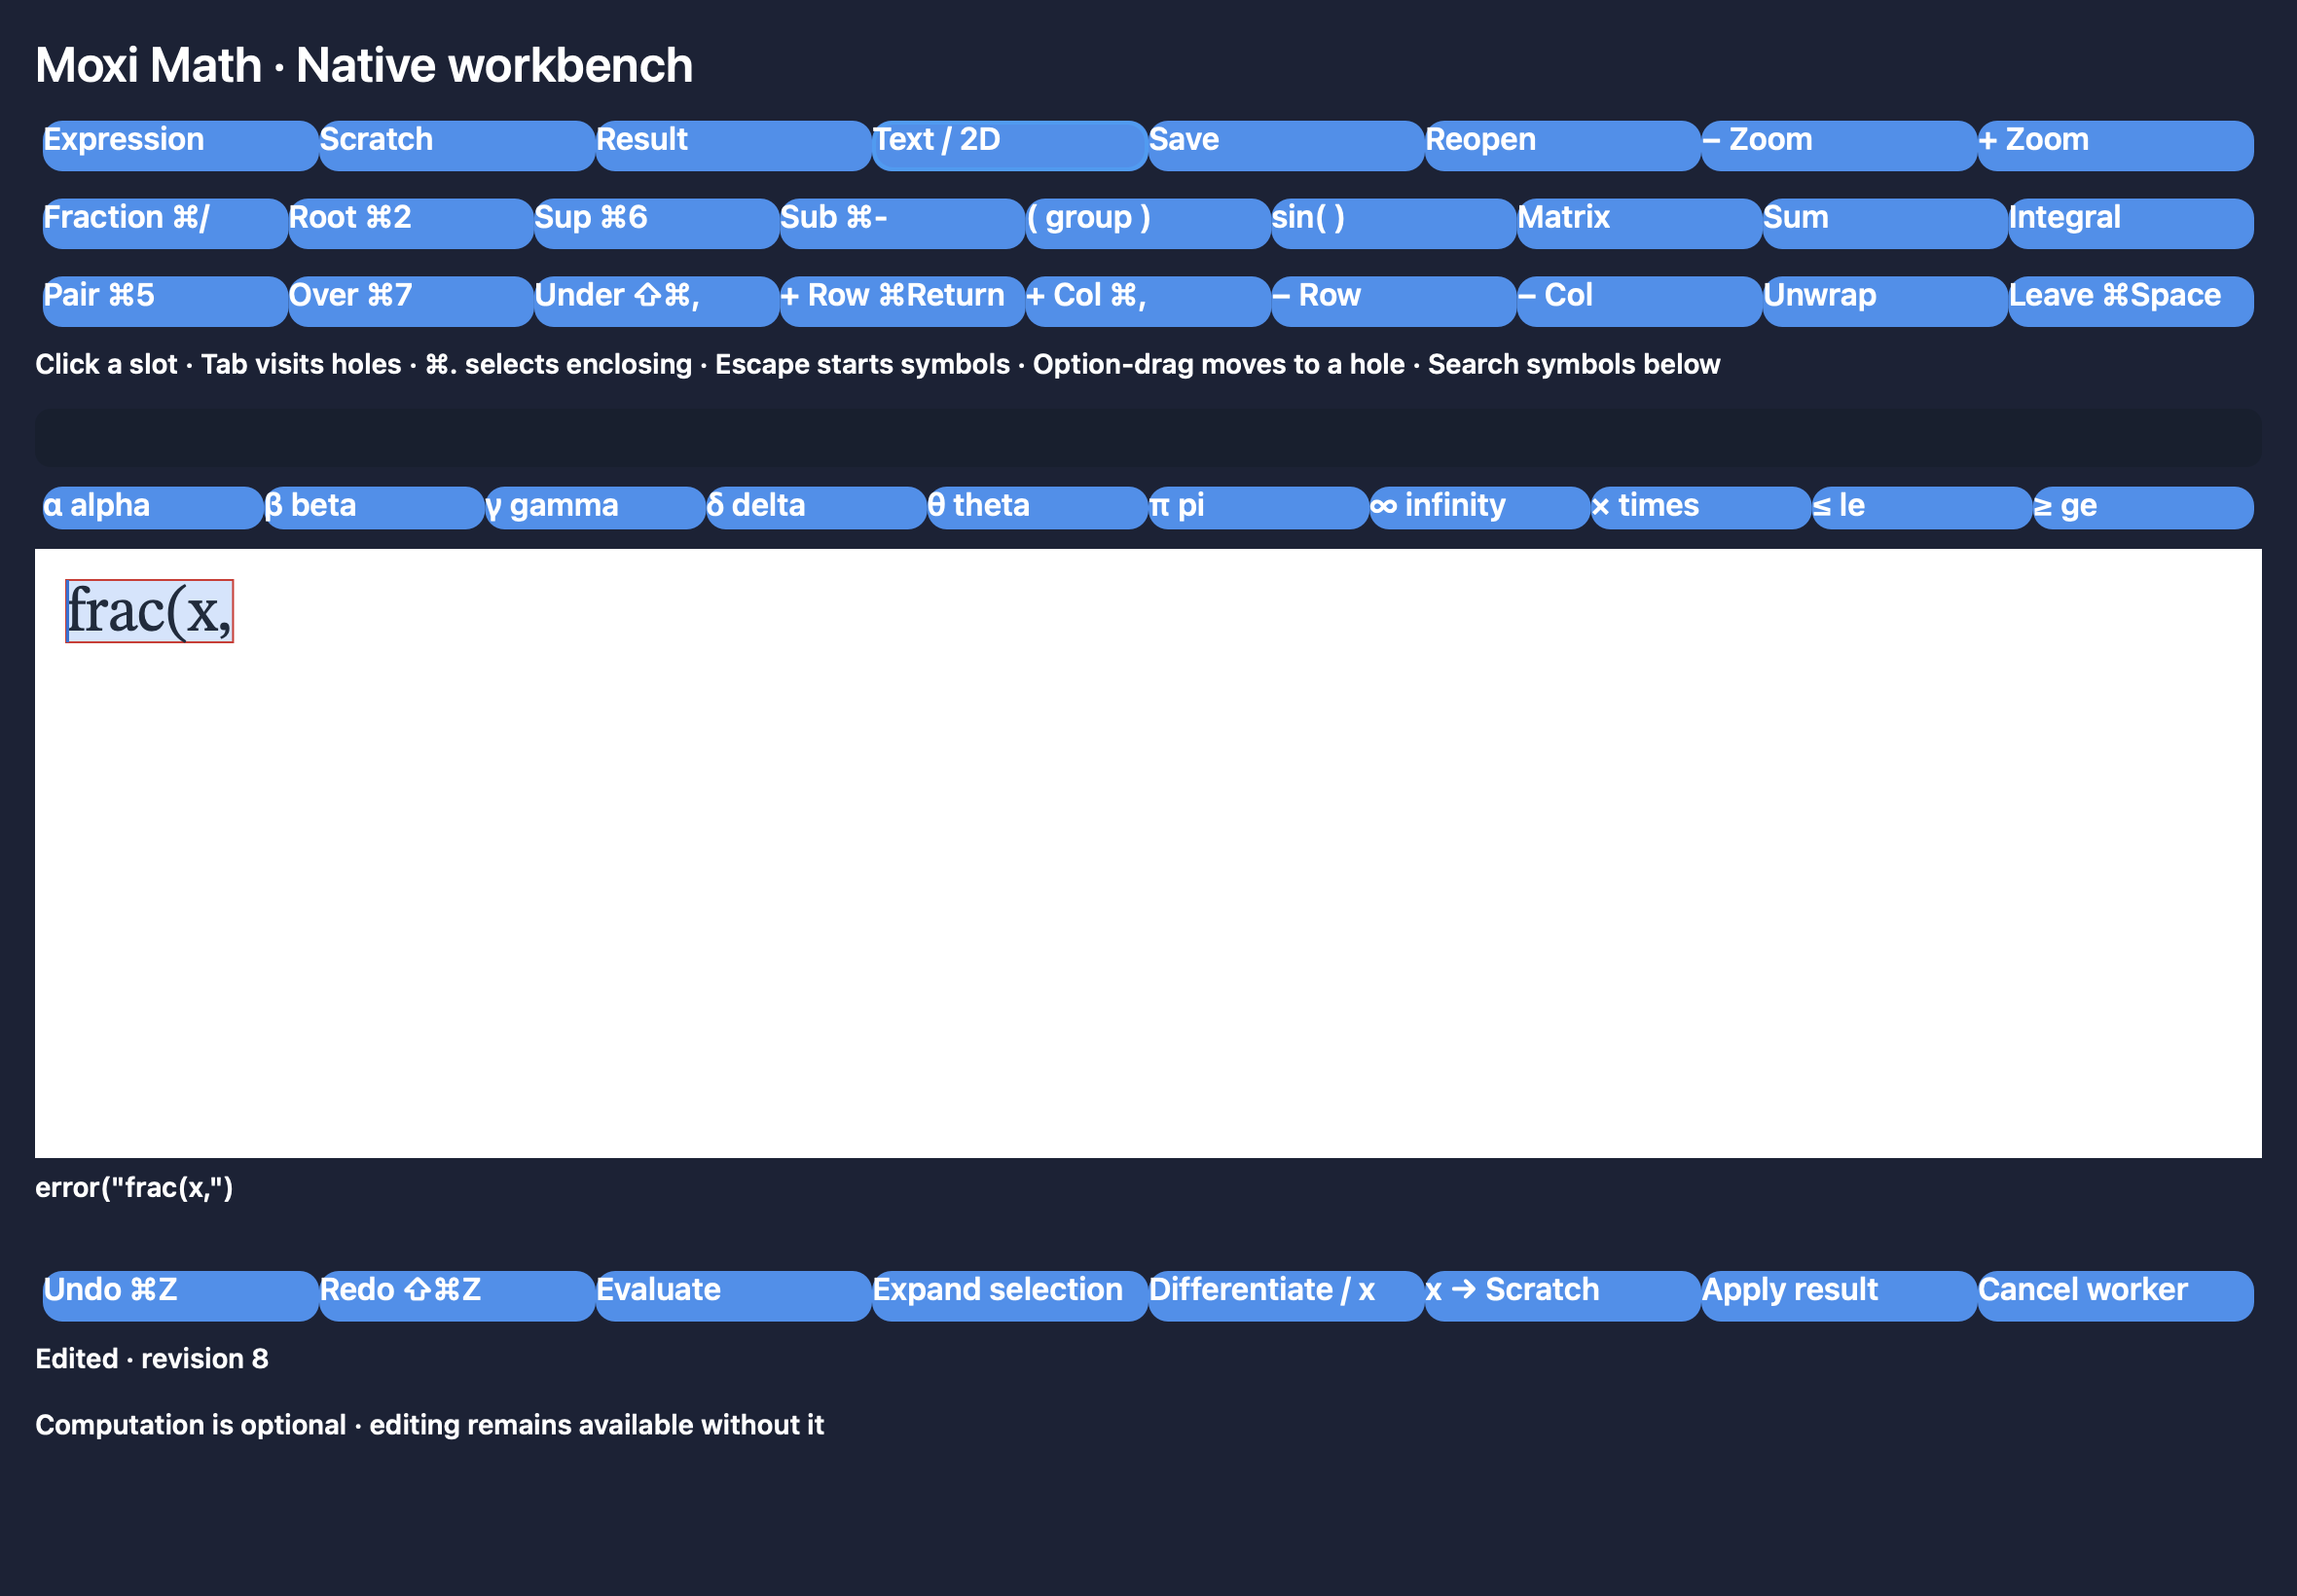 Moxi Math · Native workbench
Expression Scratch Result Text / 2D Save Reopen − Zoom + Zoom
Fraction ⌘/ Root ⌘2 Sup ⌘6 Sub ⌘- ( group ) sin( ) Matrix Sum Integral
Pair ⌘5 Over ⌘7 Under ⇧⌘, + Row ⌘Return + Col ⌘, − Row − Col Unwrap Leave ⌘Space
Click a slot · Tab visits holes · ⌘. selects enclosing · Escape starts symbols · Option-drag moves to a hole · Search symbols below
α alpha β beta γ gamma δ delta θ theta π pi ∞ infinity × times ≤ le ≥ ge
frac(x,
error("frac(x,")
Undo ⌘Z Redo ⇧⌘Z Evaluate Expand selection Differentiate / x x → Scratch Apply result Cancel worker
Edited · revision 8
Computation is optional · editing remains available without it